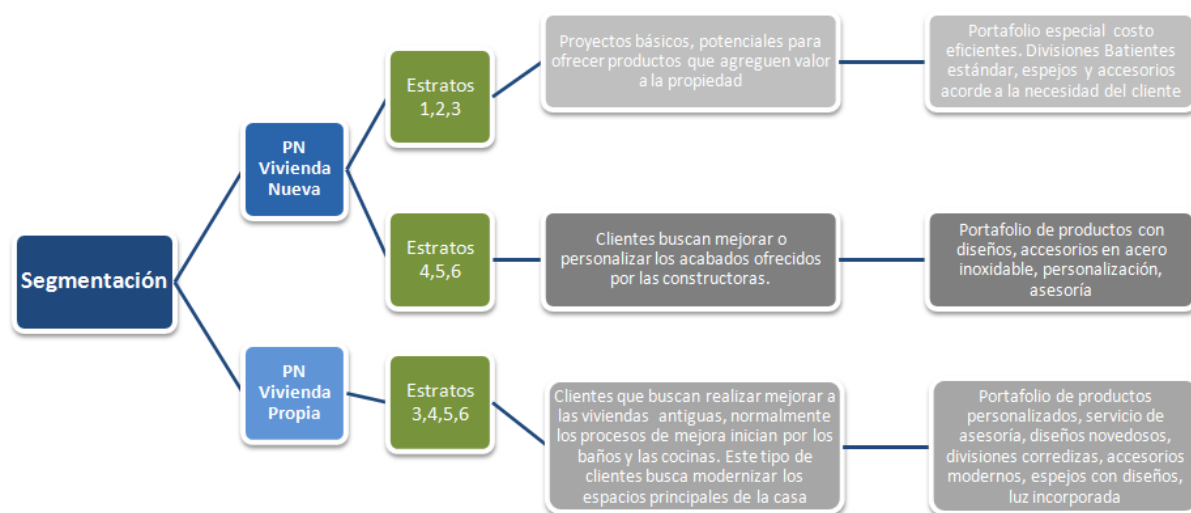 Segmentación
PN
Vivienda
Nueva
Estratos
1,2,3
Proyectos básicos, potenciales para
ofrecer productos que agreguen valor
a la propiedad
Portafolio especial costo
eficientes. Divisiones Batientes
estándar, espejos y accesorios
acorde a la necesidad del cliente
Estratos
4,5,6
Clientes buscan mejorar o
personalizar los acabados ofrecidos
por las constructoras.
Portafolio de productos con
diseños, accesorios en acero
inoxidable, personalización,
asesoría
PN
Vivienda
Propia
Estratos
3,4,5,6
Clientes que buscan realizar mejorar a
las viviendas antiguas, normalmente
los procesos de mejora inician por los
baños y las cocinas. Este tipo de
clientes busca modernizar los
espacios principales de la casa
Portafolio de productos
personalizados, servicio de
asesoría, diseños novedosos,
divisiones corredizas, accesorios
modernos, espejos con diseños,
luz incorporada